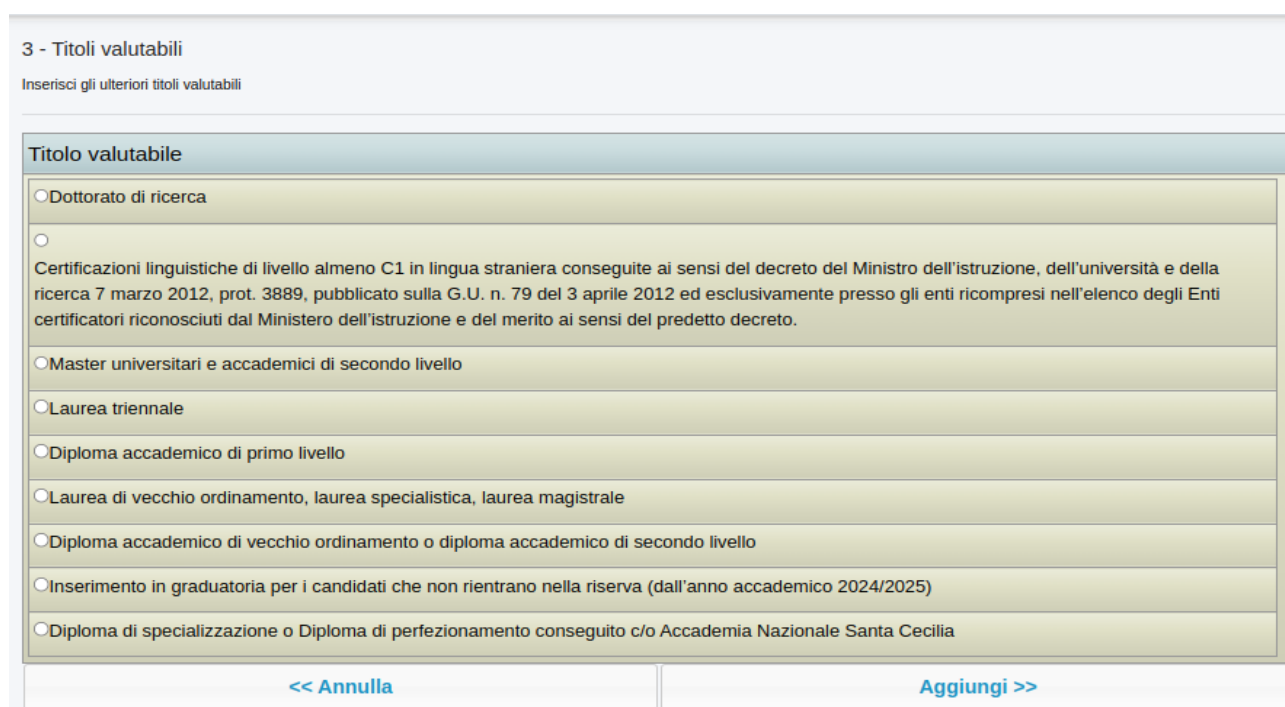 3 - Titoli valutabili
Inserisci gli ulteriori titoli valutabili
Titolo valutabile
Dottorato di ricerca
Certificazioni linguistiche di livello almeno C1 in lingua straniera conseguite ai sensi del decreto del Ministro dell'istruzione, dell'università e della
ricerca 7 marzo 2012, prot. 3889, pubblicato sulla G.U. n. 79 del 3 aprile 2012 ed esclusivamente presso gli enti ricompresi nell'elenco degli Enti
certificatori riconosciuti dal Ministero dell'istruzione e del merito ai sensi del predetto decreto.
Master universitari e accademici di secondo livello
Laurea triennale
Diploma accademico di primo livello
Laurea di vecchio ordinamento, laurea specialistica, laurea magistrale
Diploma accademico di vecchio ordinamento o diploma accademico di secondo livello
Inserimento in graduatoria per i candidati che non rientrano nella riserva (dall'anno accademico 2024/2025)
Diploma di specializzazione o Diploma di perfezionamento conseguito c/o Accademia Nazionale Santa Cecilia
<< Annulla
Aggiungi >>